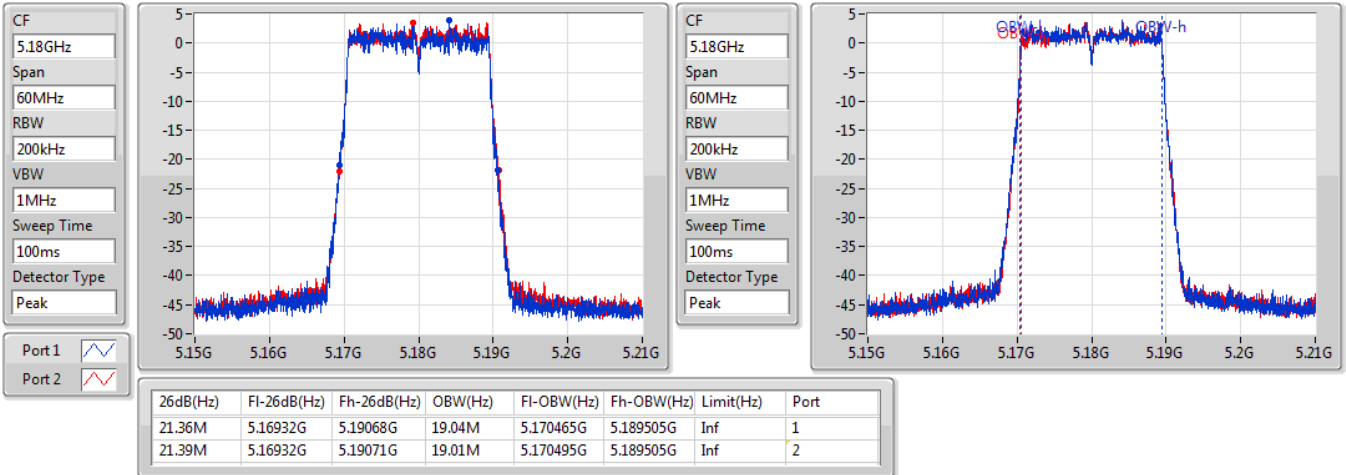 CF
5.18GHz
Span
60MHz
RBW
200kHz
VBW
1MHz
Sweep Time
100ms
Detector Type
Peak
Port 1
Port 2
5
0
-5
-10
-15
-20
-25
-30
-35
-40
-45
-50
5.15G 5.16G 5.17G 5.18G 5.19G 5.2G 5.21G
CF
5.18GHz
Span
60MHz
RBW
200kHz
VBW
1MHz
Sweep Time
100ms
Detector Type
Peak
5
0
-5
-10
-15
-20
-25
-30
-35
-40
-45
-50
OBW-h
5.15G 5.16G 5.17G 5.18G 5.19G 5.2G 5.21G
26dB(Hz) Fl-26dB(Hz) Fh-26dB(Hz) OBW(Hz) Fl-OBW(Hz) Fh-OBW(Hz) Limit(Hz) Port
21.36M 5.16932G 5.19068G 19.04M 5.170465G 5.189505G Inf 1
21.39M 5.16932G 5.19071G 19.01M 5.170495G 5.189505G Inf 2